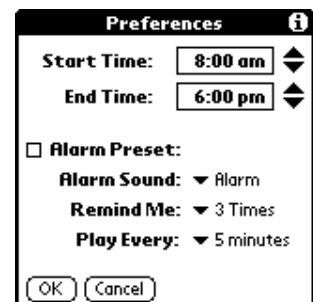 Preferences i
Start Time: 8:00 am
End Time: 6:00 pm
Alarm Preset:
Alarm Sound: Alarm
Remind Me: 3 Times
Play Every: 5 minutes
OK Cancel